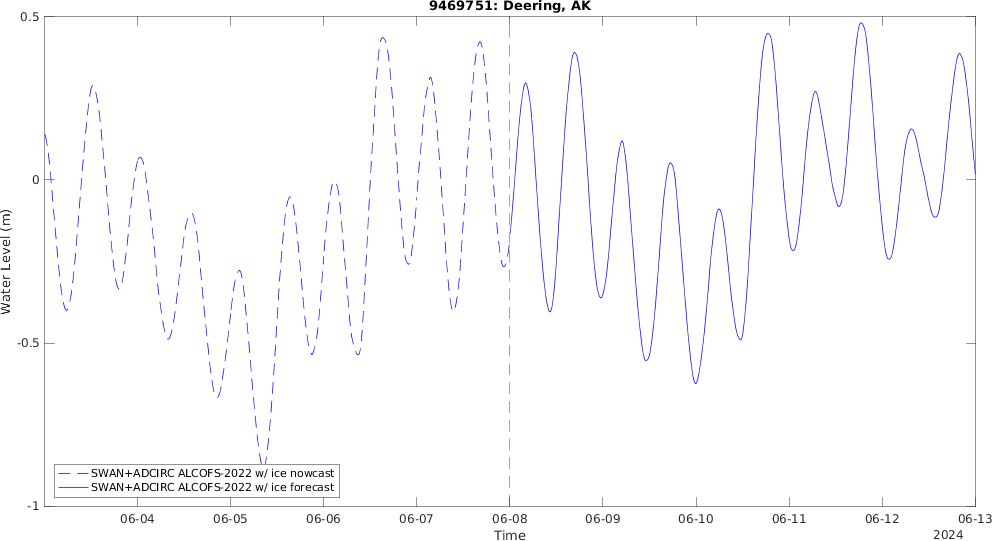 9469751: Deering, AK
0.5
0
-0.5
-1
Water Level (m)
SWAN+ADCIRC ALCOFS-2022 w/ ice nowcast
SWAN+ADCIRC ALCOFS-2022 w/ ice forecast
06-04 06-05 06-06 06-07 06-08 06-09 06-10 06-11 06-12 06-13
Time
2024